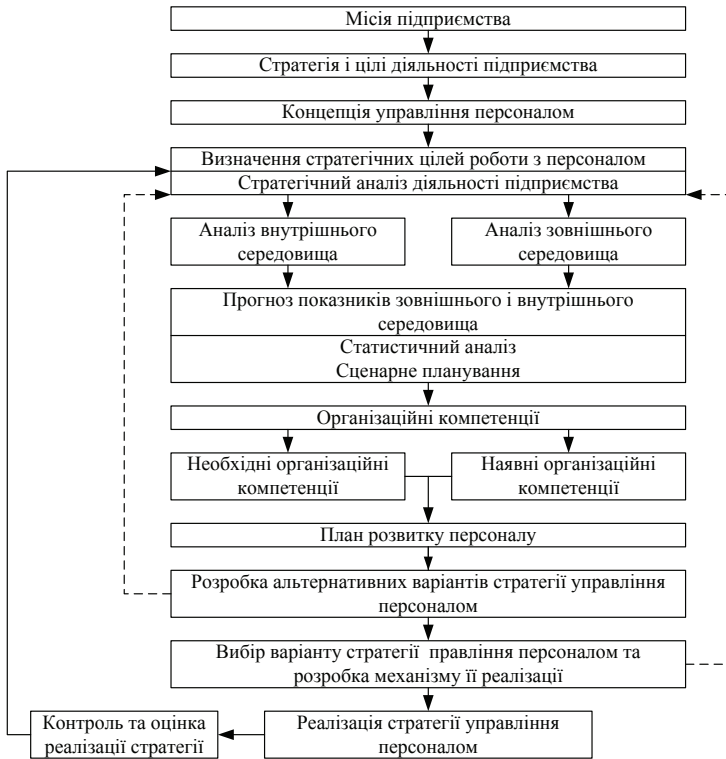 Місія підприємства
Стратегія і цілі діяльності підприємства
Концепція управління персоналом
Визначення стратегічних цілей роботи з персоналом
Стратегічний аналіз діяльності підприємства
Аналіз внутрішнього
середовища
Аналіз зовнішнього
середовища
Прогноз показників зовнішнього і внутрішнього
середовища
Статистичний аналіз
Сценарне планування
Організаційні компетенції
Необхідні організаційні
компетенції
Наявні організаційні
компетенції
План розвитку персоналу
Розробка альтернативних варіантів стратегії управління
персоналом
Вибір варіанту стратегії  правління персоналом та
розробка механізму її реалізації
Контроль та оцінка
реалізації стратегії
Реалізація стратегії управління
персоналом